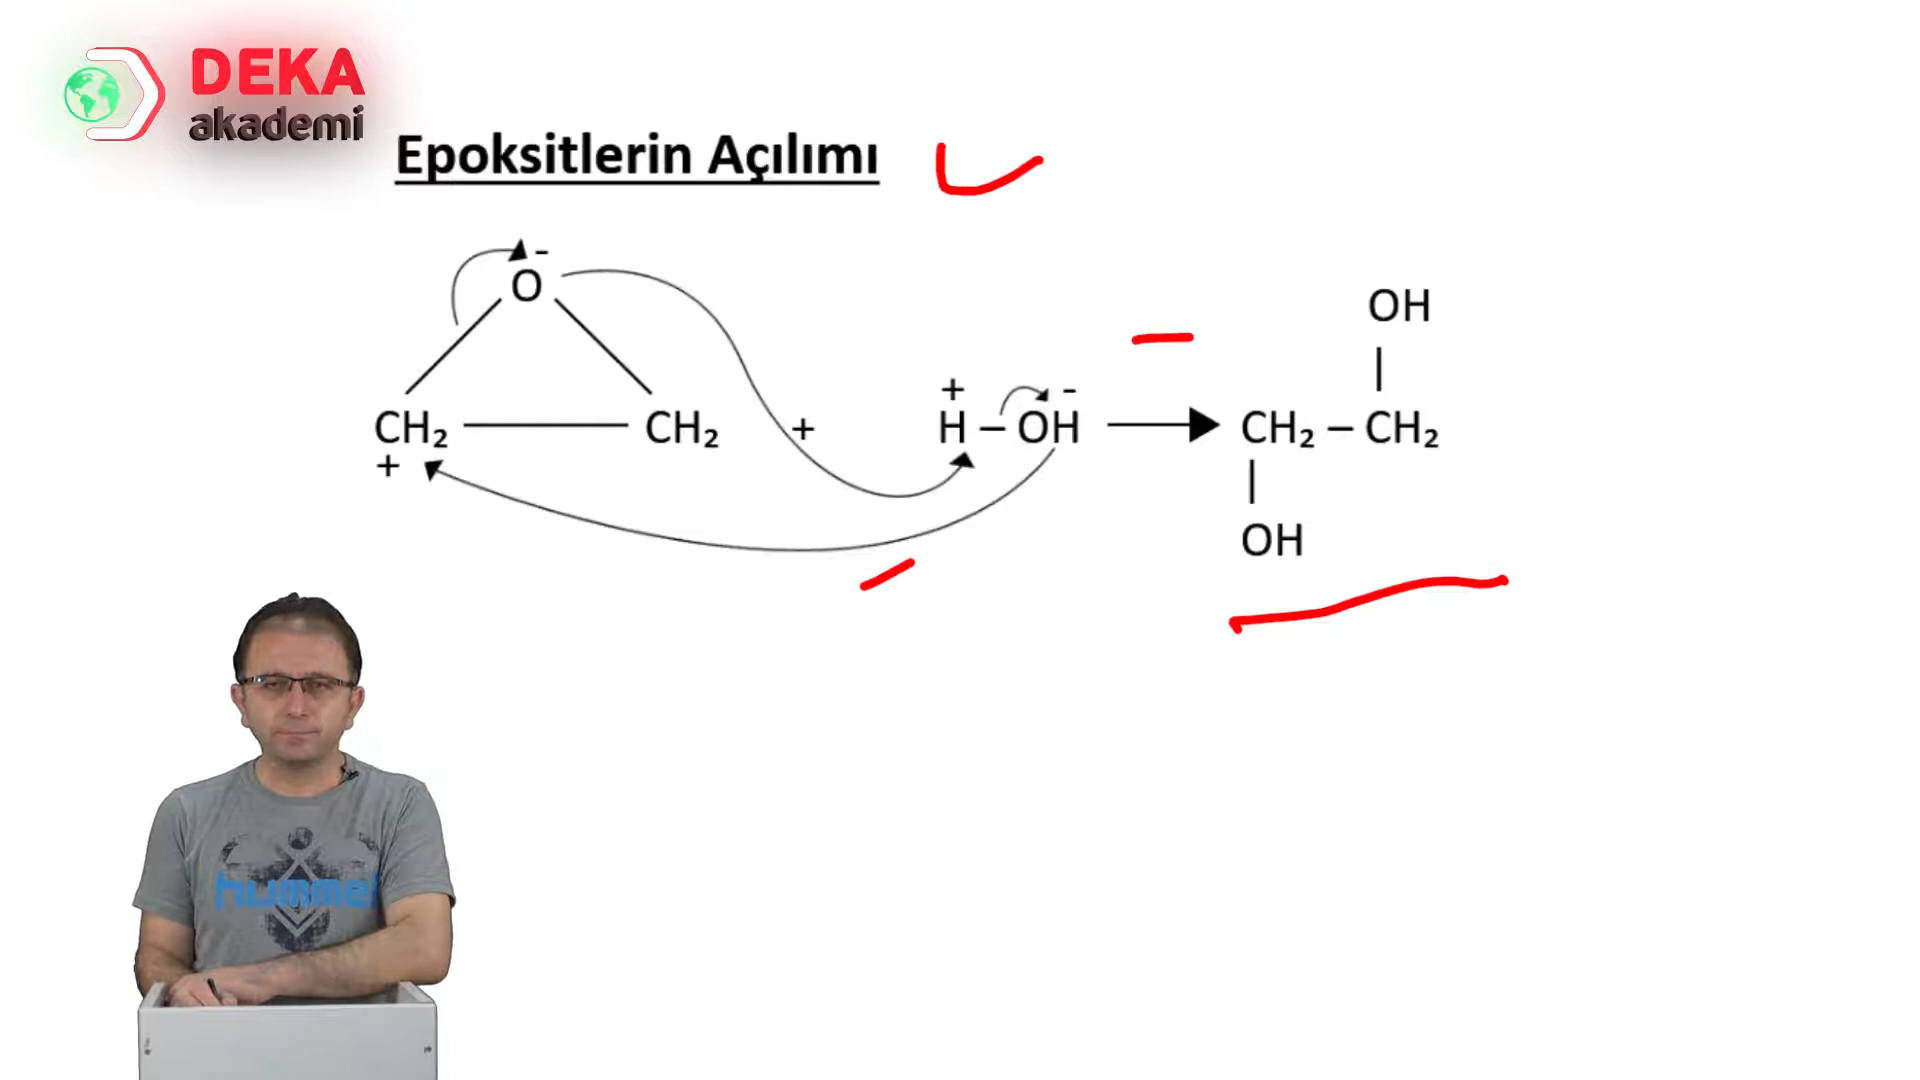 DEKA
akademi
Epoksitlerin Açılımı
O -
OH
+ -
CH₂ CH₂ + H – OH CH₂ – CH₂
+
OH
hummel